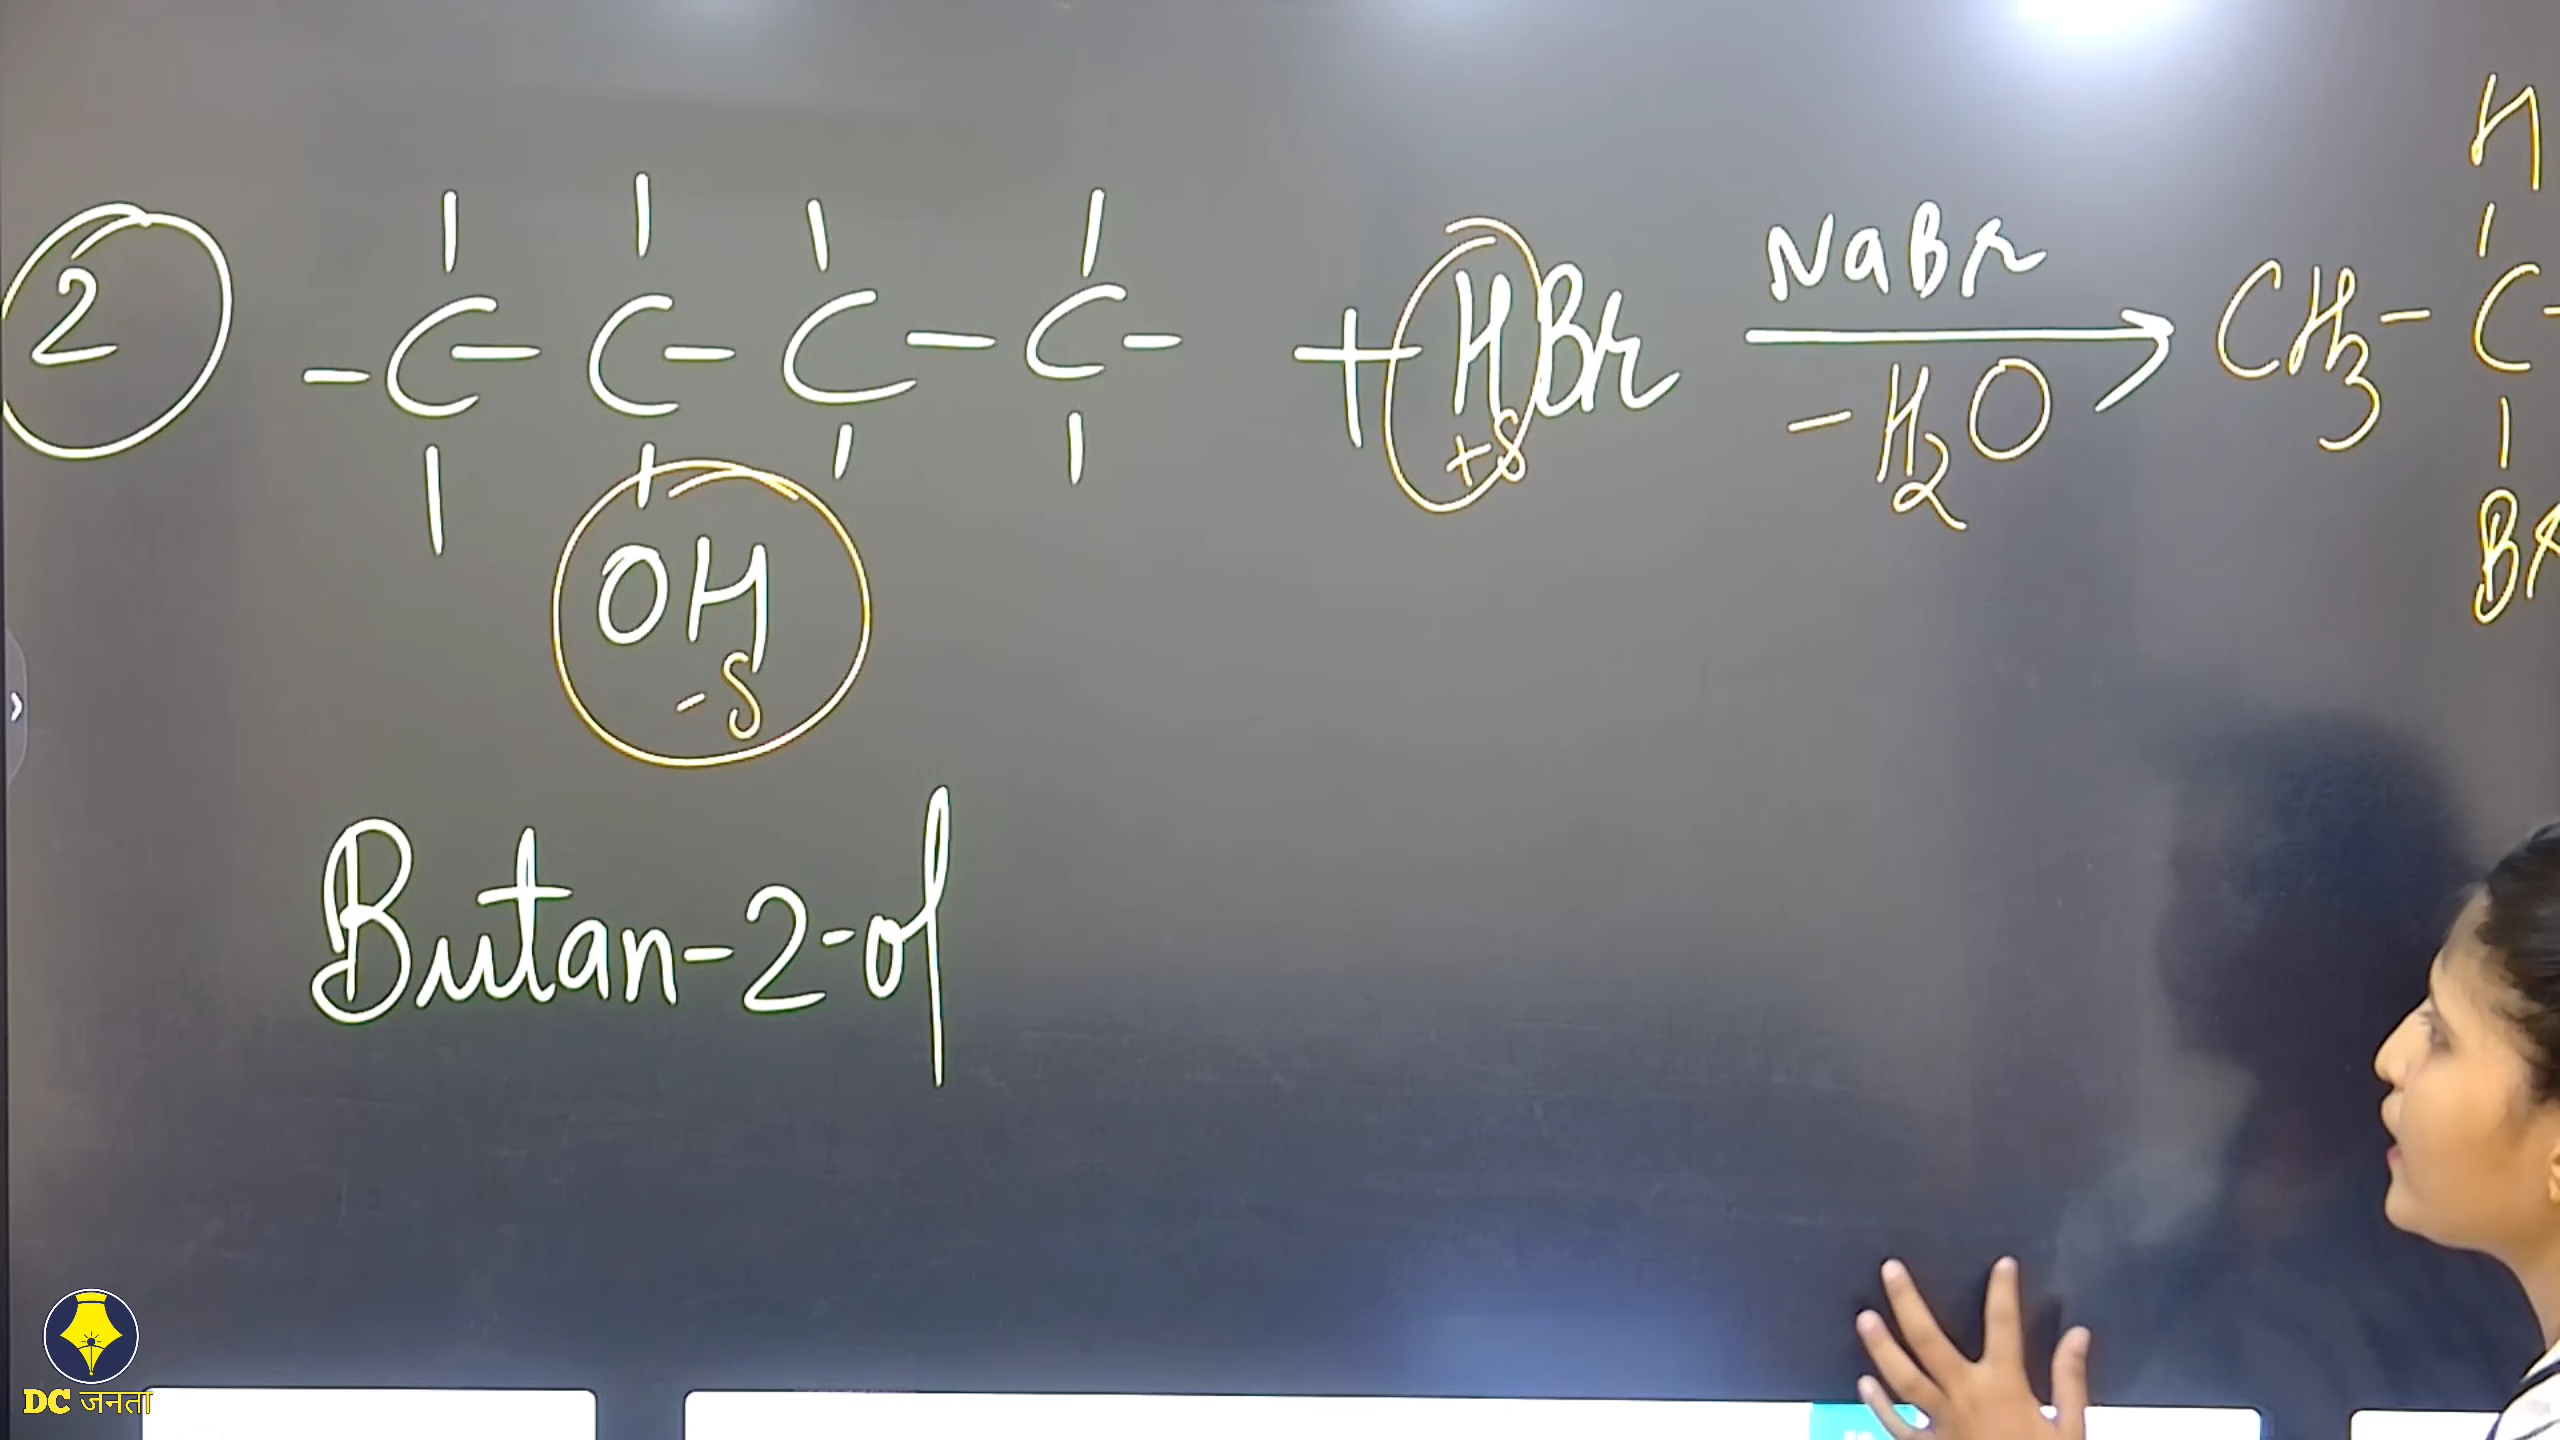 H
2 - C - C - C - C - + HBr NaBr CH3 - C -
+δ - H2O
OH Br
-δ
Butan-2-ol
DC जनता